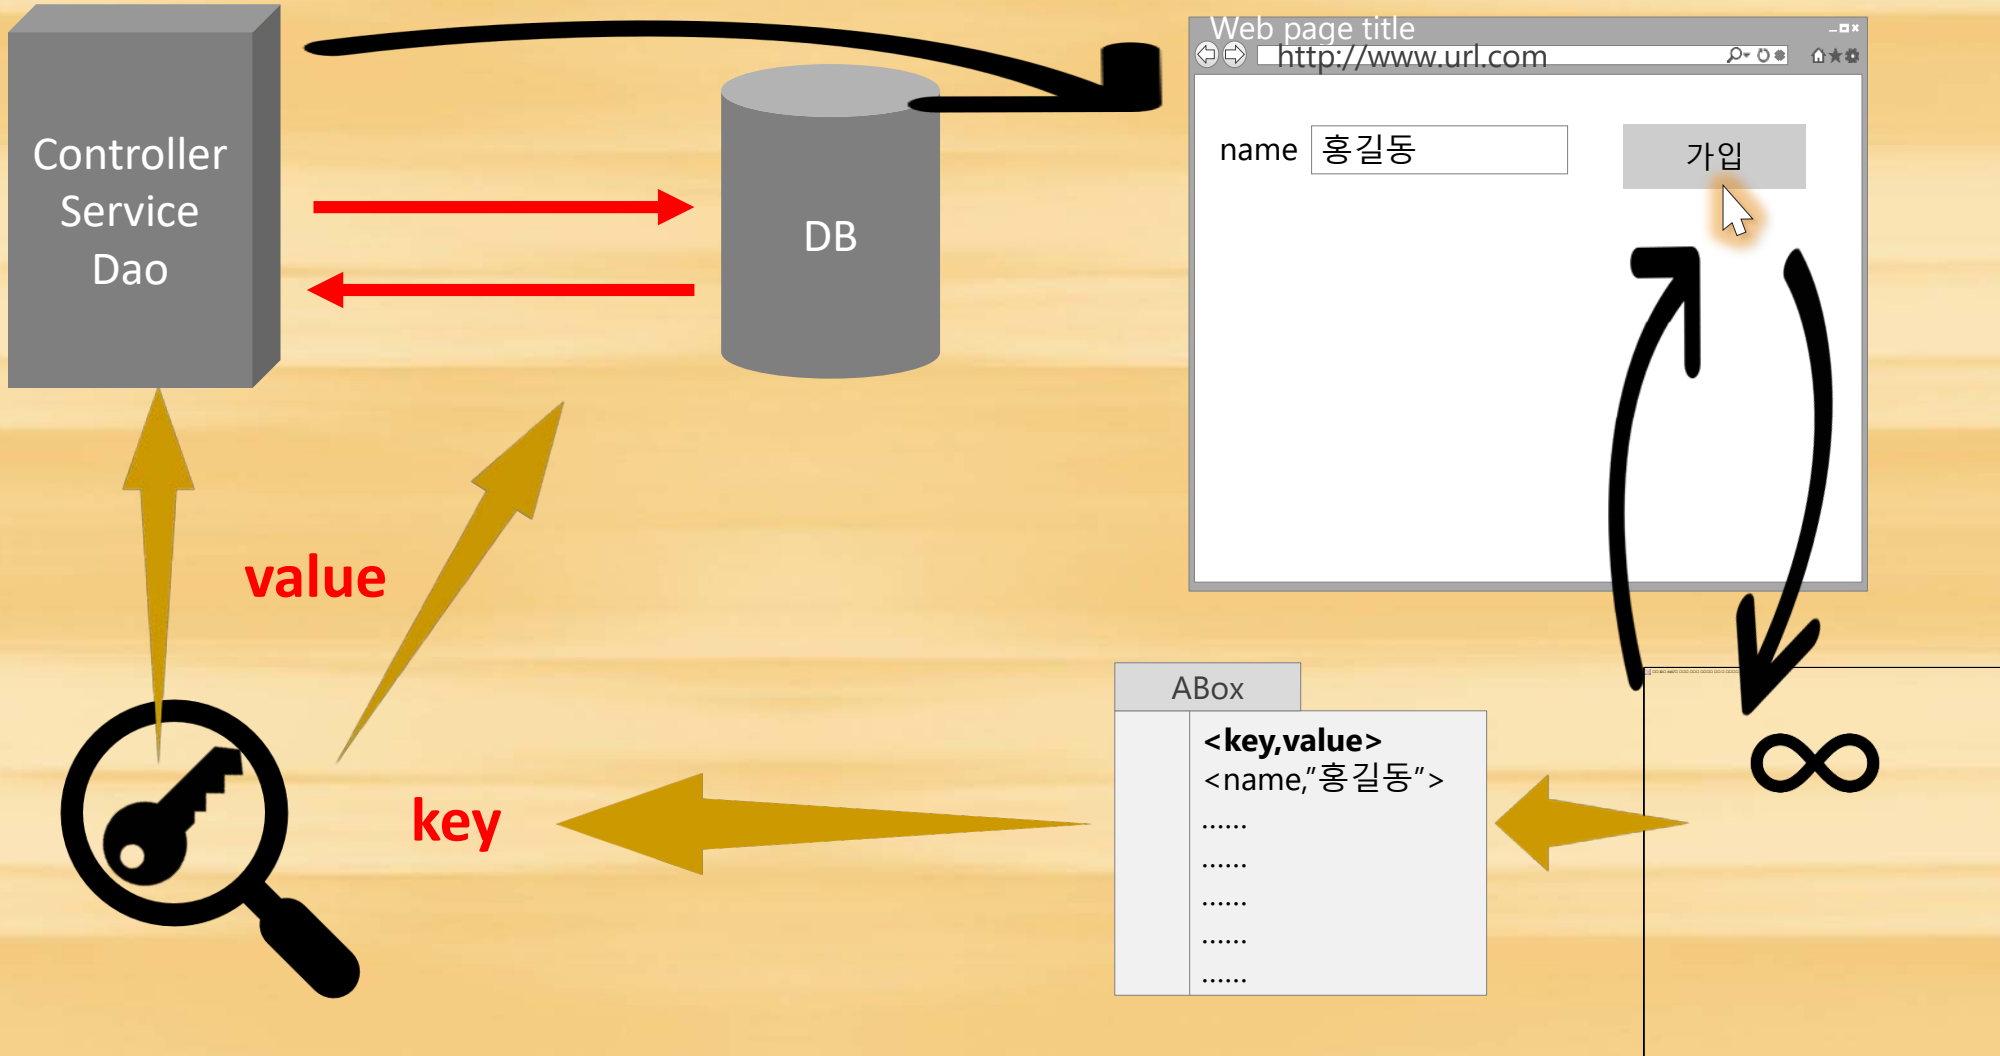 Controller
Service
Dao
DB
Web page title
http://www.url.com
name
홍길동
가입
value
key
ABox
<key,value>
<name,”홍길동”>
......
......
......
......
......